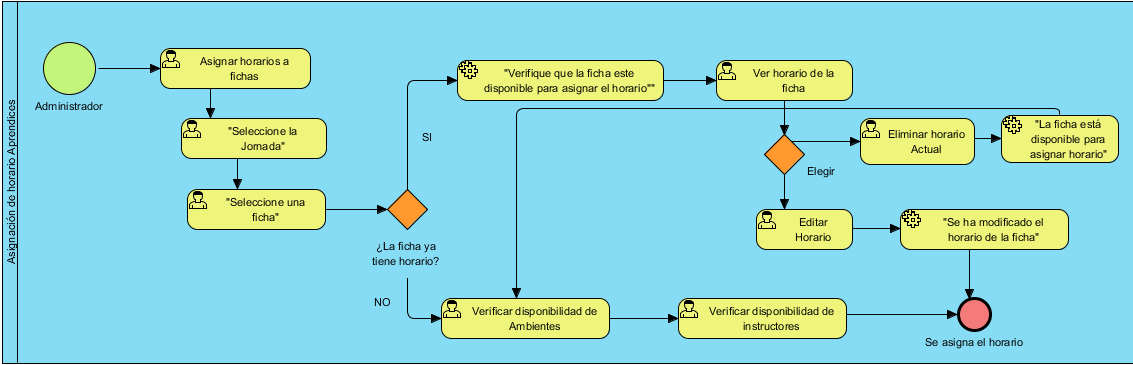 Asignación de horario Aprendices
Administrador
Asignar horarios a
fichas
"Seleccione la
Jornada"
"Seleccione una
ficha"
¿La ficha ya
tiene horario?
SI
NO
"Verifique que la ficha este
disponible para asignar el horario""
Ver horario de la
ficha
Elegir
Eliminar horario
Actual
"La ficha está
disponible para
asignar horario"
Editar
Horario
"Se ha modificado el
horario de la ficha"
Verificar disponibilidad de
Ambientes
Verificar disponibilidad de
instructores
Se asigna el horario